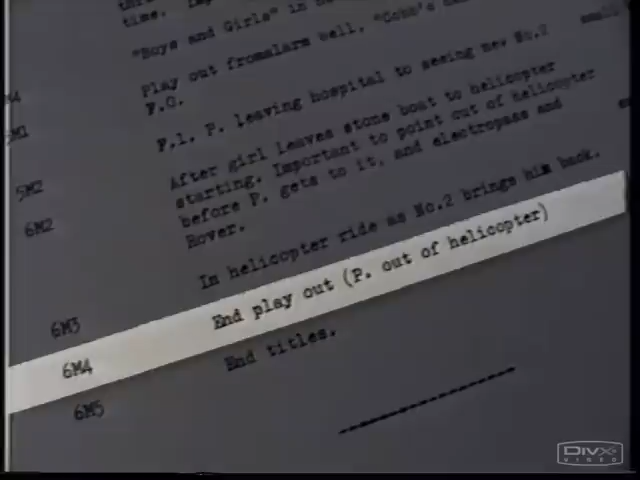 time.
"Boys and Girls" in
Play out fromalarm bell. "Cobb's
F.O.
5M1 F.I. P. leaving hospital to seeing new No.2
5M2 After girl leaves stone boat to helicopter
starting. Important to point out of helicopter
6M2 before P. gets to it, and electropass and
Rover.
In helicopter ride as No.2 brings him back.
6M3
6M4 End play out (P. out of helicopter)
6M5 End titles.
DIVX
VIDEO